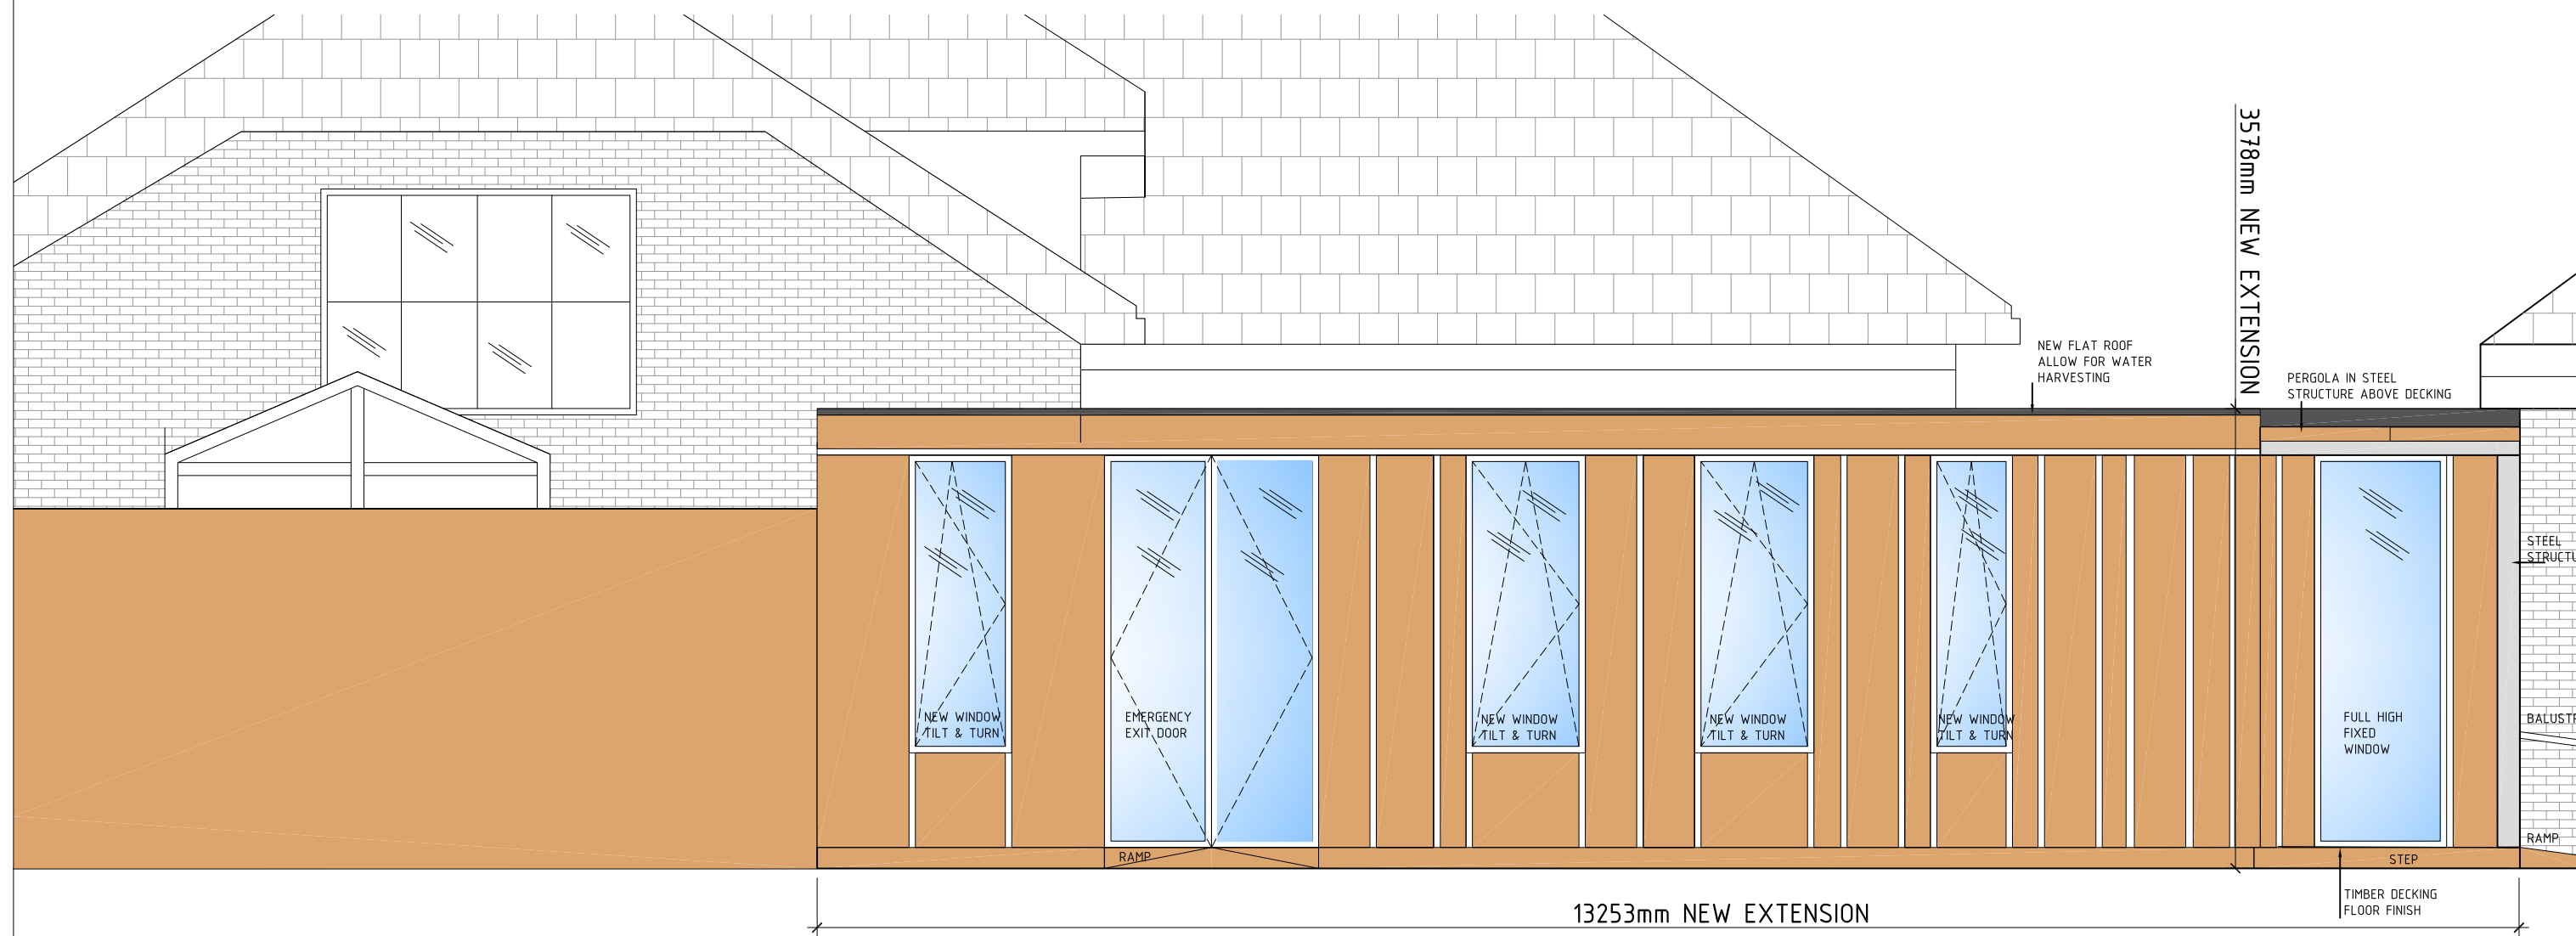 3578mm NEW EXTENSION
NEW FLAT ROOF
ALLOW FOR WATER
HARVESTING
PERGOLA IN STEEL
STRUCTURE ABOVE DECKING
STEEL
NEW WINDOW
TILT & TURN
EMERGENCY
EXIT DOOR
NEW WINDOW
TILT & TURN
NEW WINDOW
TILT & TURN
NEW WINDOW
TILT & TURN
FULL HIGH
FIXED
WINDOW
RAMP
RAMP
STEP
TIMBER DECKING
FLOOR FINISH
13253mm NEW EXTENSION